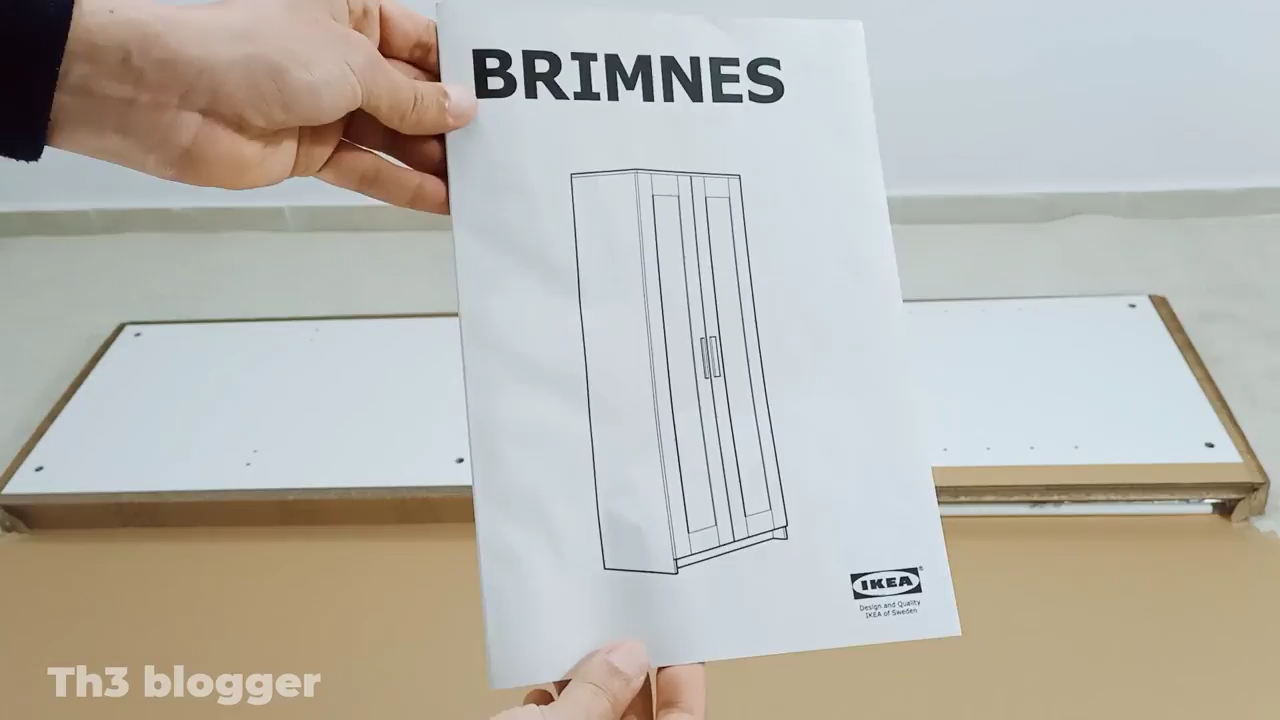 BRIMNES
IKEA®
Design and Quality
IKEA of Sweden
Th3 blogger